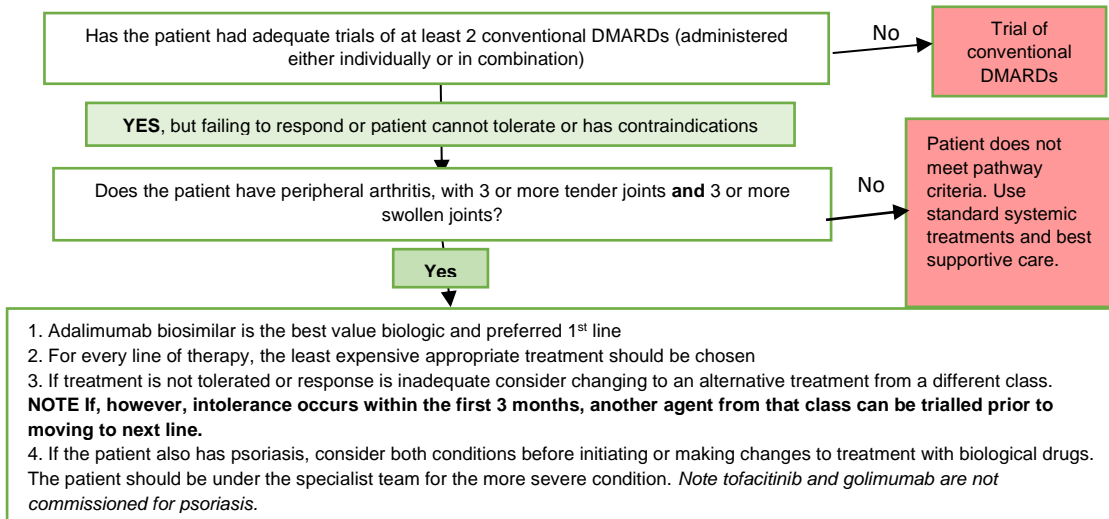 Has the patient had adequate trials of at least 2 conventional DMARDs (administered
either individually or in combination)
No
Trial of
conventional
DMARDs
YES, but failing to respond or patient cannot tolerate or has contraindications
Does the patient have peripheral arthritis, with 3 or more tender joints and 3 or more
swollen joints?
No
Patient does not
meet pathway
criteria. Use
standard systemic
treatments and best
supportive care.
Yes
1. Adalimumab biosimilar is the best value biologic and preferred 1st line
2. For every line of therapy, the least expensive appropriate treatment should be chosen
3. If treatment is not tolerated or response is inadequate consider changing to an alternative treatment from a different class.
NOTE If, however, intolerance occurs within the first 3 months, another agent from that class can be trialled prior to
moving to next line.
4. If the patient also has psoriasis, consider both conditions before initiating or making changes to treatment with biological drugs.
The patient should be under the specialist team for the more severe condition. Note tofacitinib and golimumab are not
commissioned for psoriasis.